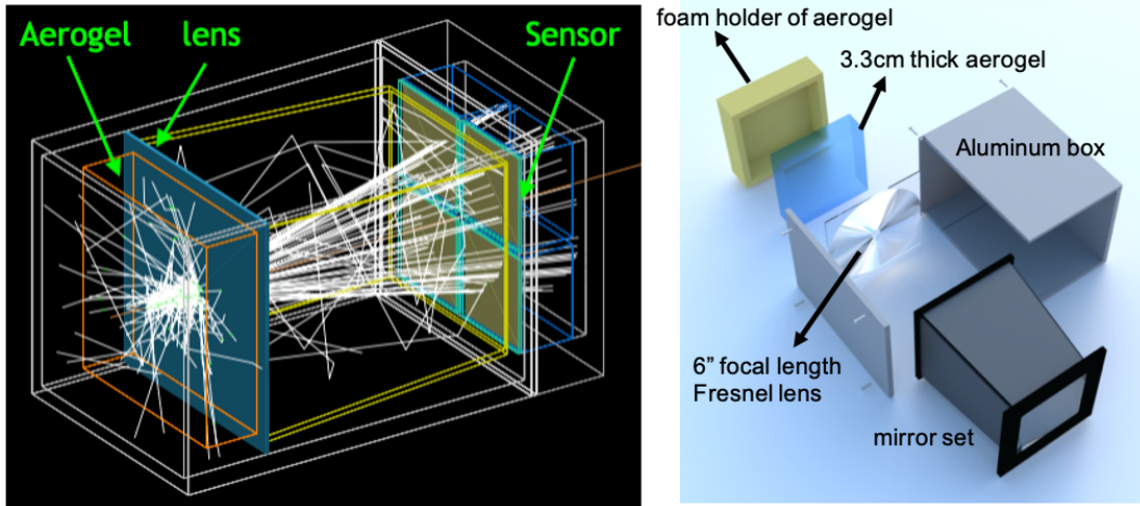 Aerogel lens Sensor
foam holder of aerogel
3.3cm thick aerogel
Aluminum box
6” focal length
Fresnel lens
mirror set